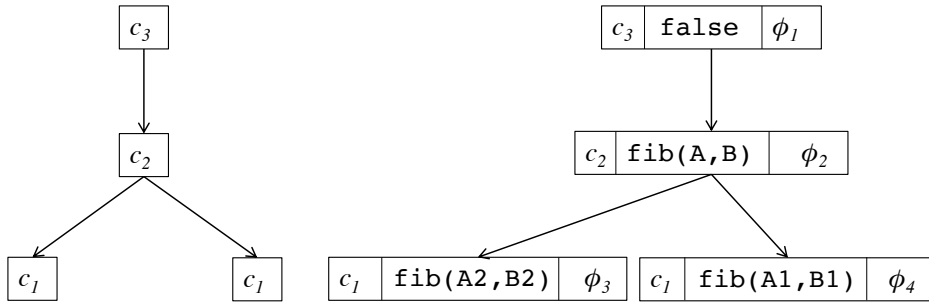 c₃ c₃ false ϕ₁
c₂ c₂ fib(A,B) ϕ₂
c₁ c₁ c₁ fib(A2,B2) ϕ₃ c₁ fib(A1,B1) ϕ₄